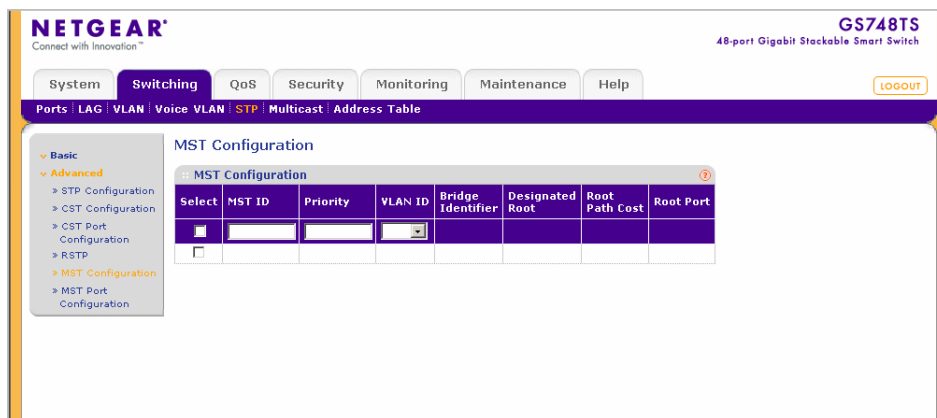 NETGEAR®
Connect with Innovation™
GS748TS
48-port Gigabit Stackable Smart Switch
System Switching QoS Security Monitoring Maintenance Help
LOGOUT
Ports LAG VLAN Voice VLAN STP Multicast Address Table
Basic
Advanced
» STP Configuration
» CST Configuration
» CST Port
Configuration
» RSTP
» MST Configuration
» MST Port
Configuration
MST Configuration
MST Configuration ?
Select MST ID Priority VLAN ID Bridge Identifier Designated Root Root Path Cost Root Port